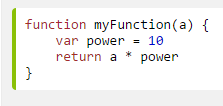 function myFunction(a) {
    var power = 10
    return a * power
}